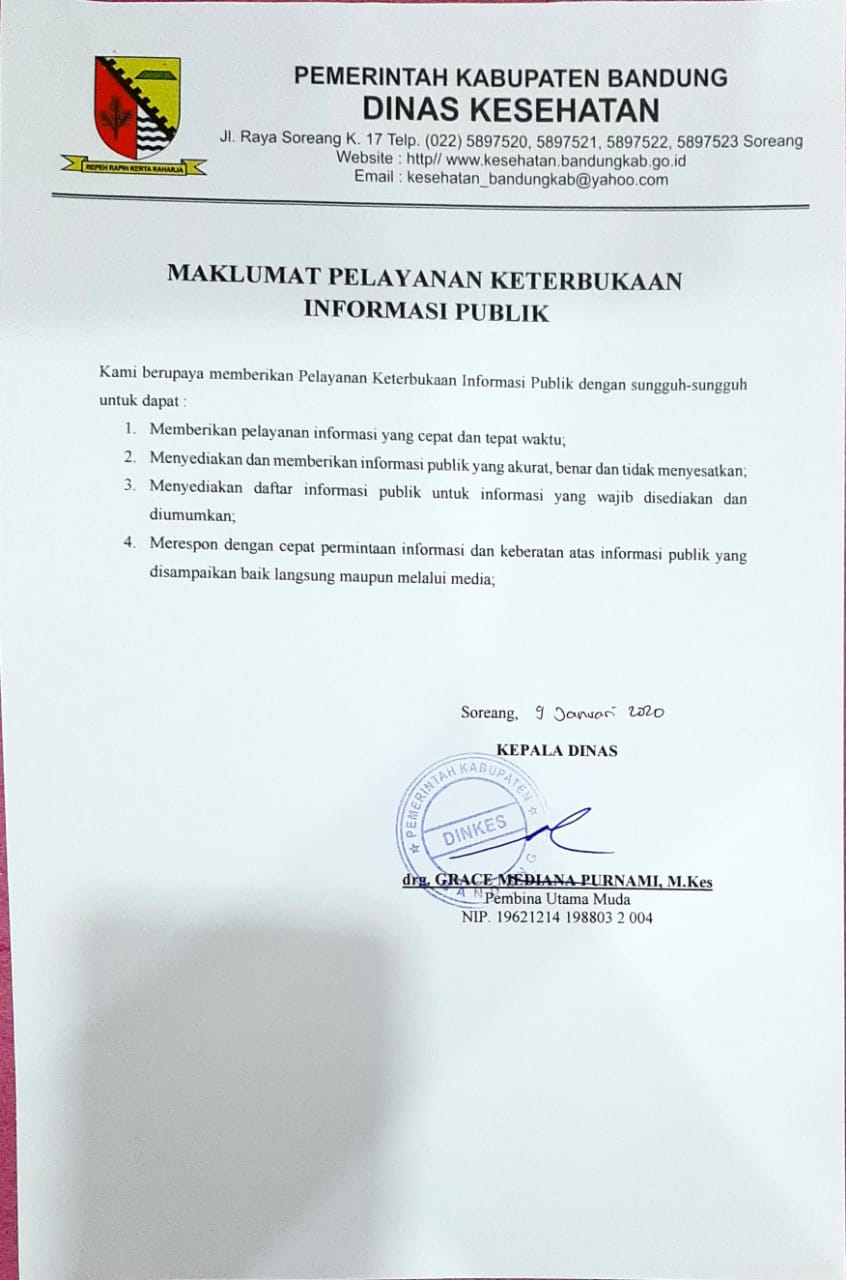 PEMERINTAH KABUPATEN BANDUNG
DINAS KESEHATAN
Jl. Raya Soreang K. 17 Telp. (022) 5897520, 5897521, 5897522, 5897523 Soreang
Website : http// www.kesehatan.bandungkab.go.id
Email : kesehatan_bandungkab@yahoo.com
REPEH RAPIH KERTA RAHARJA
MAKLUMAT PELAYANAN KETERBUKAAN
INFORMASI PUBLIK
Kami berupaya memberikan Pelayanan Keterbukaan Informasi Publik dengan sungguh-sungguh
untuk dapat :
1. Memberikan pelayanan informasi yang cepat dan tepat waktu;
2. Menyediakan dan memberikan informasi publik yang akurat, benar dan tidak menyesatkan;
3. Menyediakan daftar informasi publik untuk informasi yang wajib disediakan dan
diumumkan;
4. Merespon dengan cepat permintaan informasi dan keberatan atas informasi publik yang
disampaikan baik langsung maupun melalui media;
Soreang, 9 Januari 2020
KEPALA DINAS
PEMERINTAH KABUPATEN
DINKES
BANDUNG
drg. GRACE MEDIANA PURNAMI, M.Kes
Pembina Utama Muda
NIP. 19621214 198803 2 004